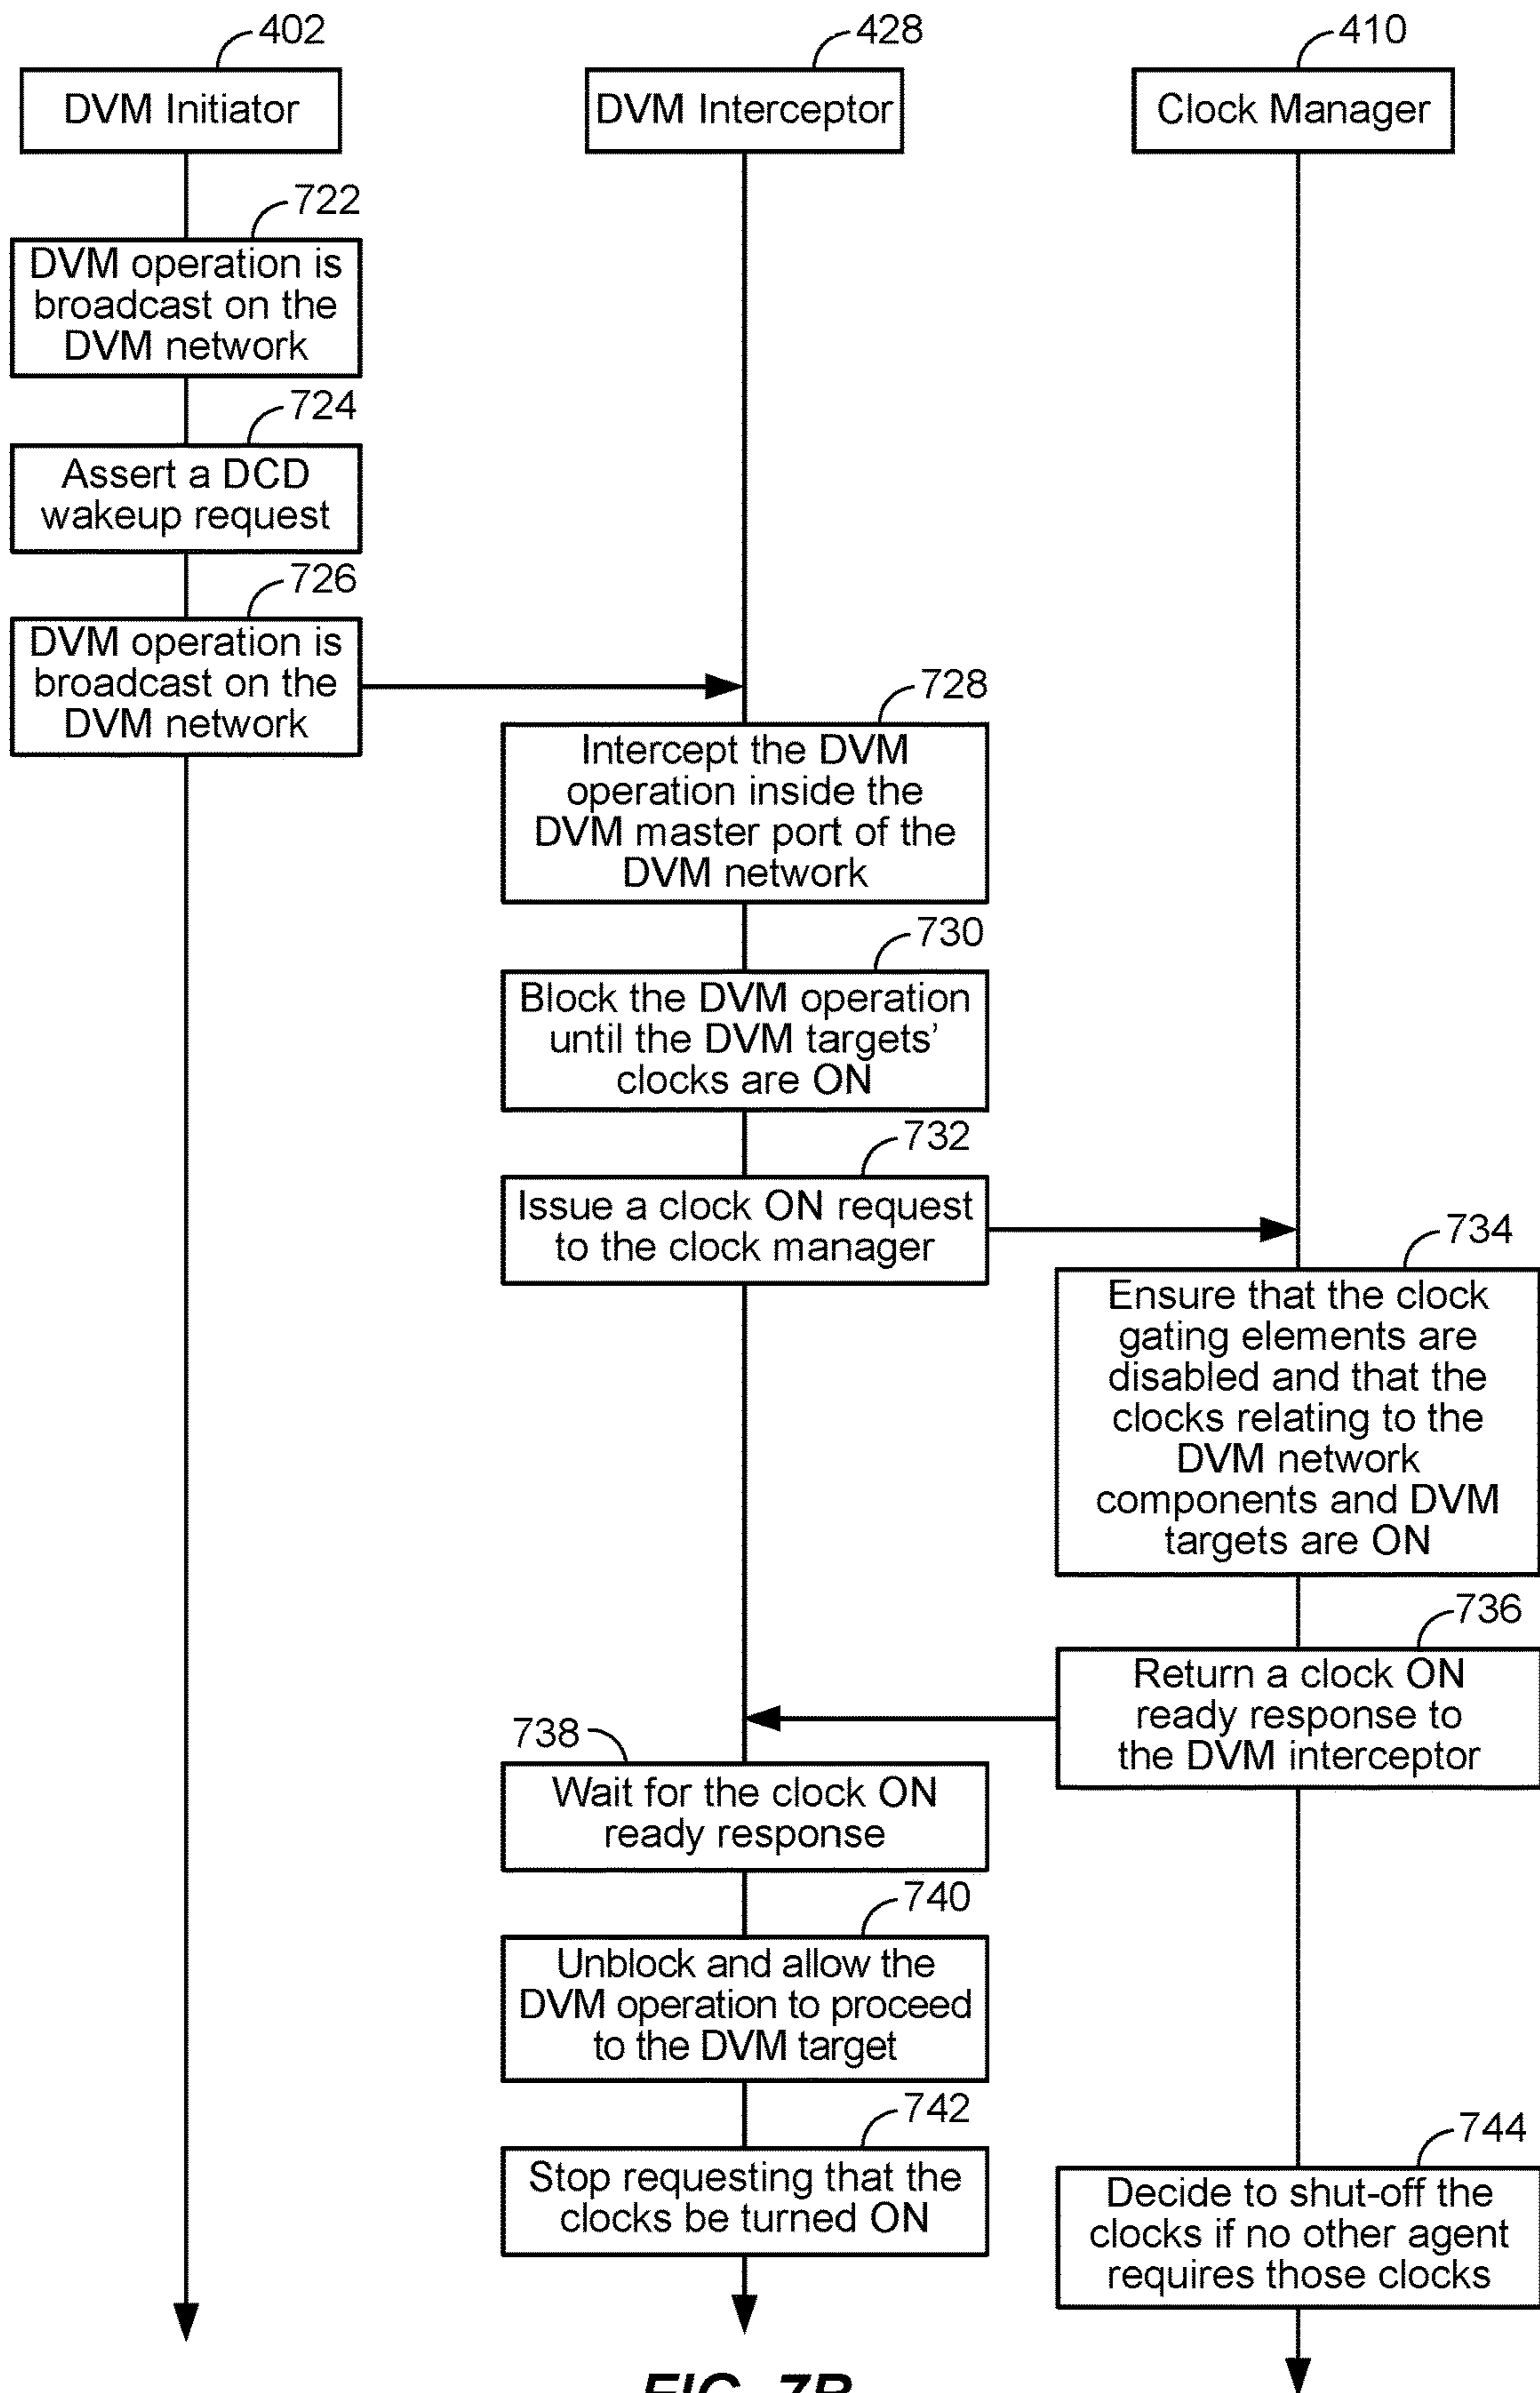 402
428
410
DVM Initiator
DVM Interceptor
Clock Manager
722
DVM operation is
broadcast on the
DVM network
724
Assert a DCD
wakeup request
726
DVM operation is
broadcast on the
DVM network
728
Intercept the DVM
operation inside the
DVM master port of the
DVM network
730
Block the DVM operation
until the DVM targets'
clocks are ON
732
Issue a clock ON request
to the clock manager
734
Ensure that the clock
gating elements are
disabled and that the
clocks relating to the
DVM network
components and DVM
targets are ON
736
Return a clock ON
ready response to
the DVM interceptor
738
Wait for the clock ON
ready response
740
Unblock and allow the
DVM operation to proceed
to the DVM target
742
Stop requesting that the
clocks be turned ON
744
Decide to shut-off the
clocks if no other agent
requires those clocks
FIG. 7B